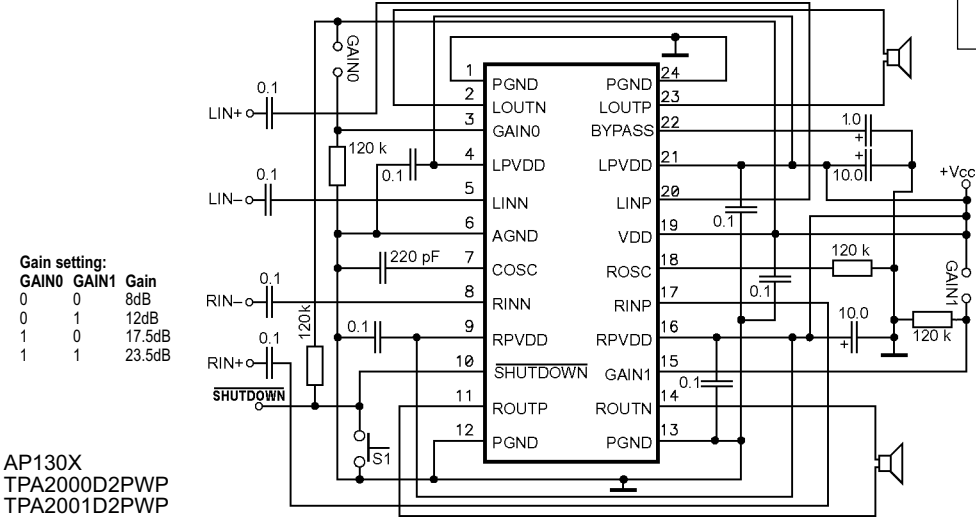 GAIN0
0.1
LIN+
120 k
0.1
0.1
LIN–
220 pF
0.1
RIN–
120k
0.1
0.1
RIN+
SHUTDOWN
S1
Gain setting:
GAIN0 GAIN1 Gain
0 0 8dB
0 1 12dB
1 0 17.5dB
1 1 23.5dB
AP130X
TPA2000D2PWP
TPA2001D2PWP
1 PGND PGND 24
2 LOUTN LOUTP 23
3 GAIN0 BYPASS 22
4 LPVDD LPVDD 21
5 LINN LINP 20
6 AGND VDD 19
7 COSC ROSC 18
8 RINN RINP 17
9 RPVDD RPVDD 16
10 SHUTDOWN GAIN1 15
11 ROUTP ROUTN 14
12 PGND PGND 13
1.0
+
+
10.0
+Vcc
0.1
120 k
0.1
GAIN1
10.0
+
120 k
0.1